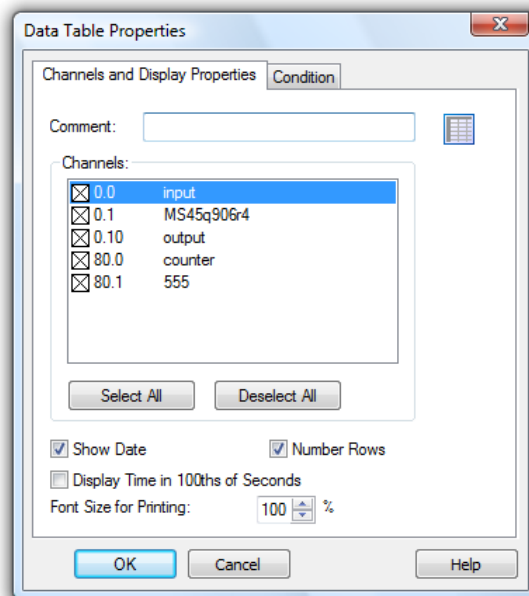 Data Table Properties
Channels and Display Properties Condition
Comment:
Channels:
0.0 input
0.1 MS45q906r4
0.10 output
80.0 counter
80.1 555
Select All Deselect All
Show Date Number Rows
Display Time in 100ths of Seconds
Font Size for Printing: 100 %
OK Cancel Help